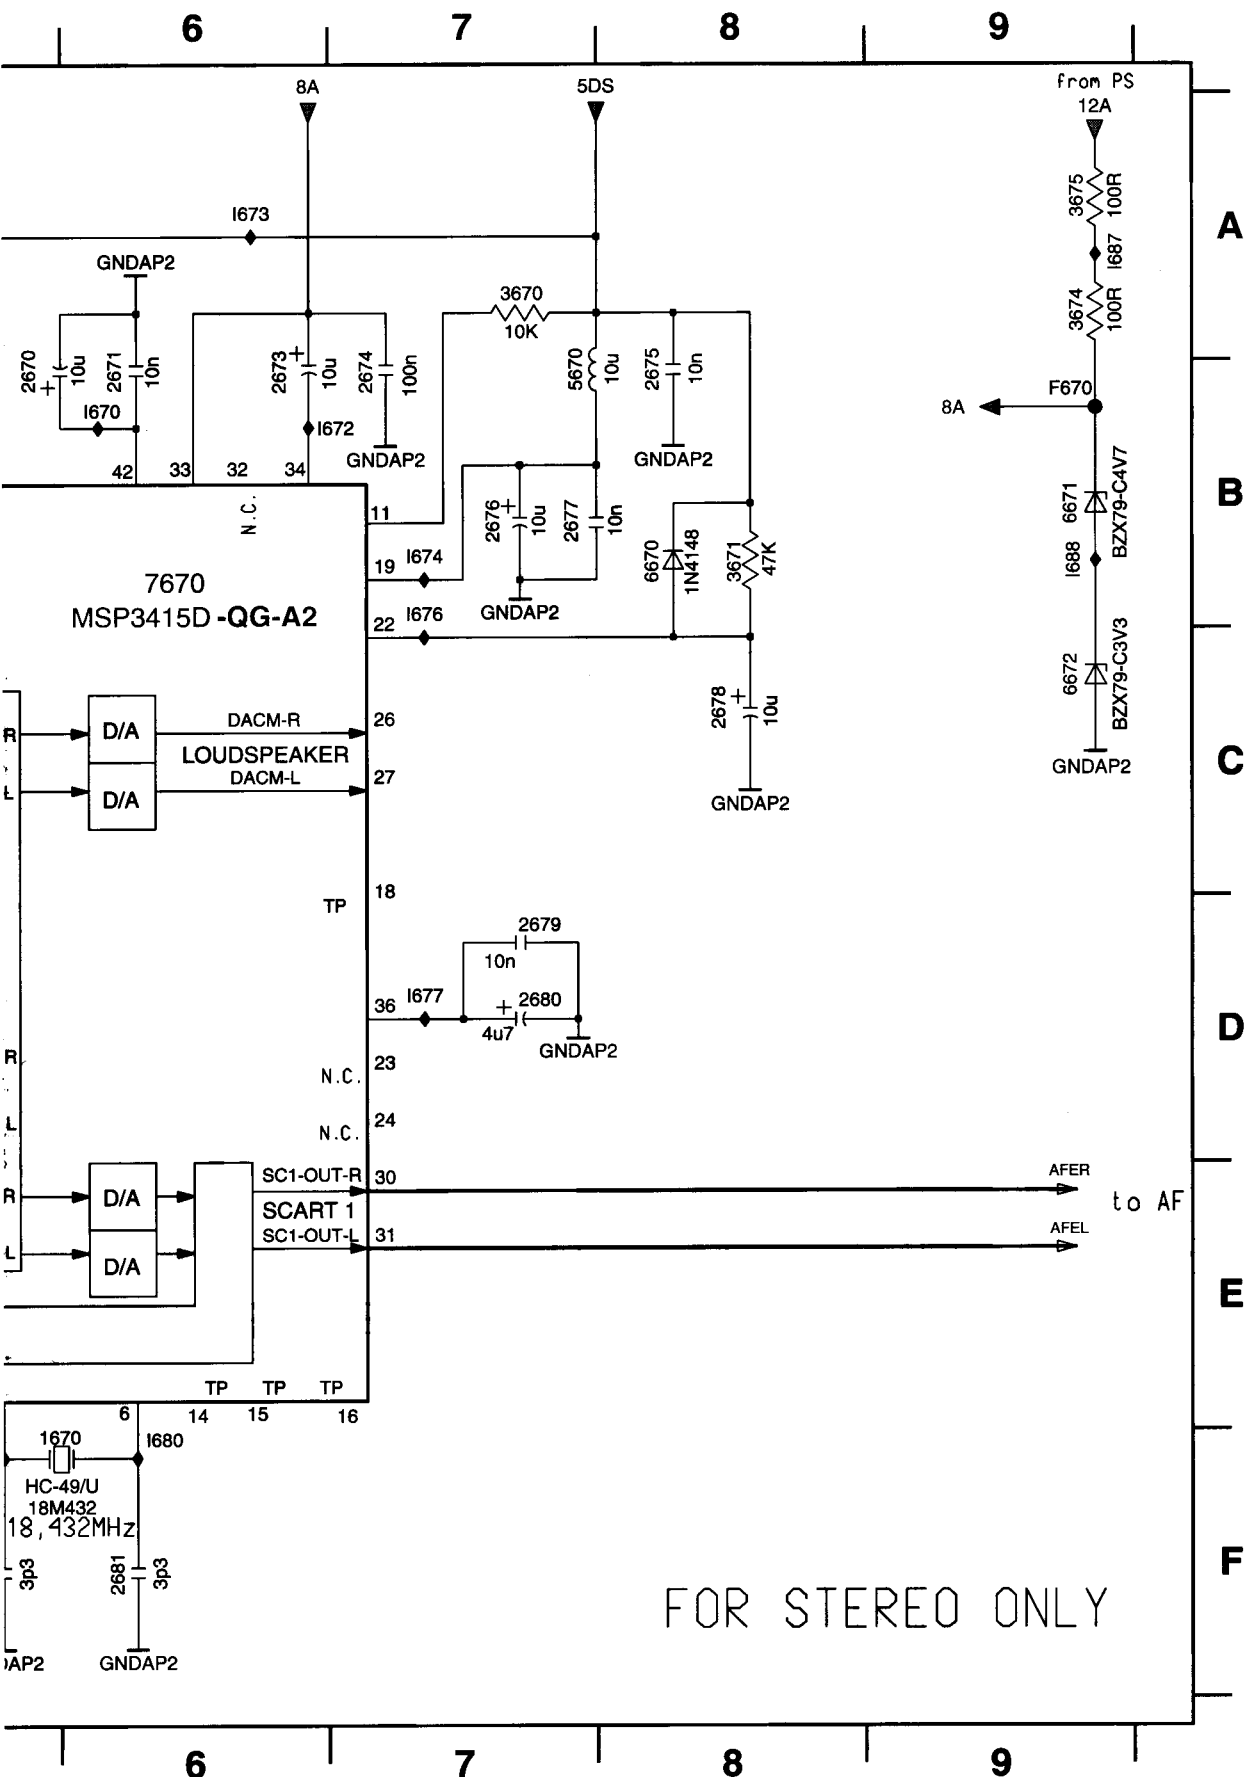 6 7 8 9
8A 5DS from PS
12A
3675 100R
A
I673
I687
GNDAP2
3670
10K
3674 100R
2670 10u 2671 10n 2673 10u 2674 100n 5670 10u 2675 10n
+ +
I670 I672
F670
8A
GNDAP2 GNDAP2
42 33 32 34
N.C.
B
11
2676 10u 2677 10n
+
6670 1N4148 3671 47K
6671 BZX79-C4V7
I688
19 I674
7670
MSP3415D -QG-A2
GNDAP2
22 I676
6672 BZX79-C3V3
2678 10u
+
R D/A DACM-R 26
LOUDSPEAKER
L D/A DACM-L 27
GNDAP2
C
GNDAP2
18
TP
2679
10n
36 I677 + 2680
4u7
GNDAP2
D
R
23
N.C.
L
24
N.C.
R D/A SC1-OUT-R 30 AFER
SCART 1 to AF
L D/A SC1-OUT-L 31 AFEL
E
TP TP TP
6 14 15 16
1670 I680
HC-49/U
18M432
18,432MHz
3p3 2681 3p3
F
FOR STEREO ONLY
)AP2 GNDAP2
6 7 8 9